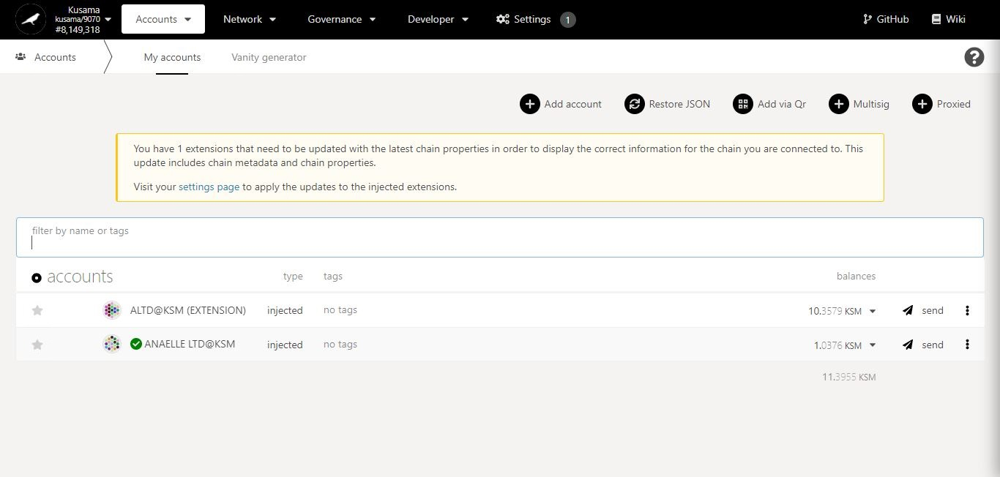 Kusama
kusama/9070
#8,149,318
Accounts Network Governance Developer Settings 1 GitHub Wiki
Accounts My accounts Vanity generator ?
Add account Restore JSON Add via Qr Multisig Proxied
You have 1 extensions that need to be updated with the latest chain properties in order to display the correct information for the chain you are connected to. This
update includes chain metadata and chain properties.
Visit your settings page to apply the updates to the injected extensions.
filter by name or tags
accounts type tags balances
ALTD@KSM (EXTENSION) injected no tags 10.3579 KSM send
ANAELLE LTD@KSM injected no tags 1.0376 KSM send
11.3955 KSM